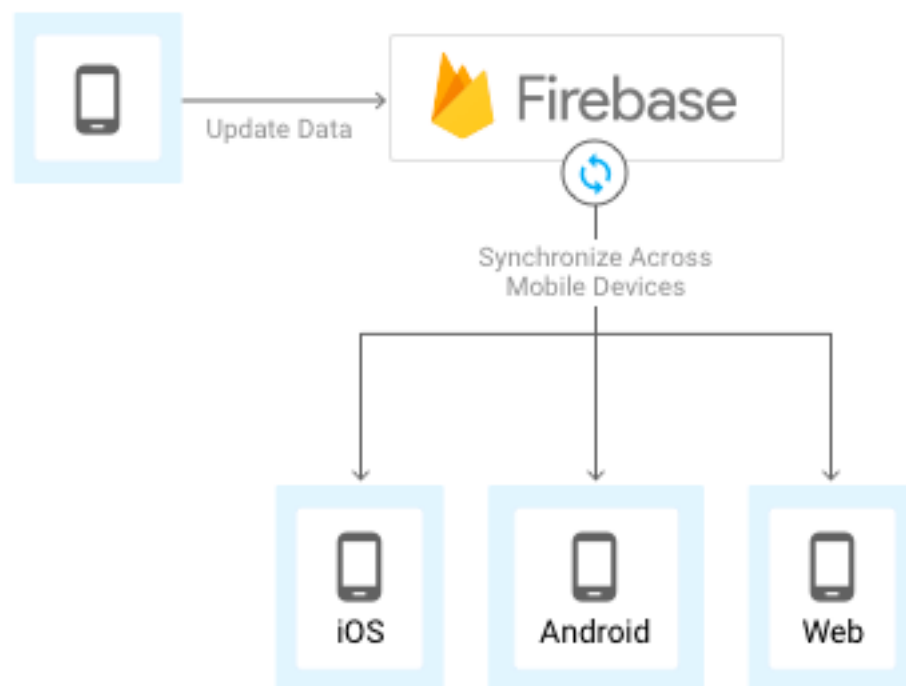 Firebase
Update Data
Synchronize Across
Mobile Devices
iOS
Android
Web